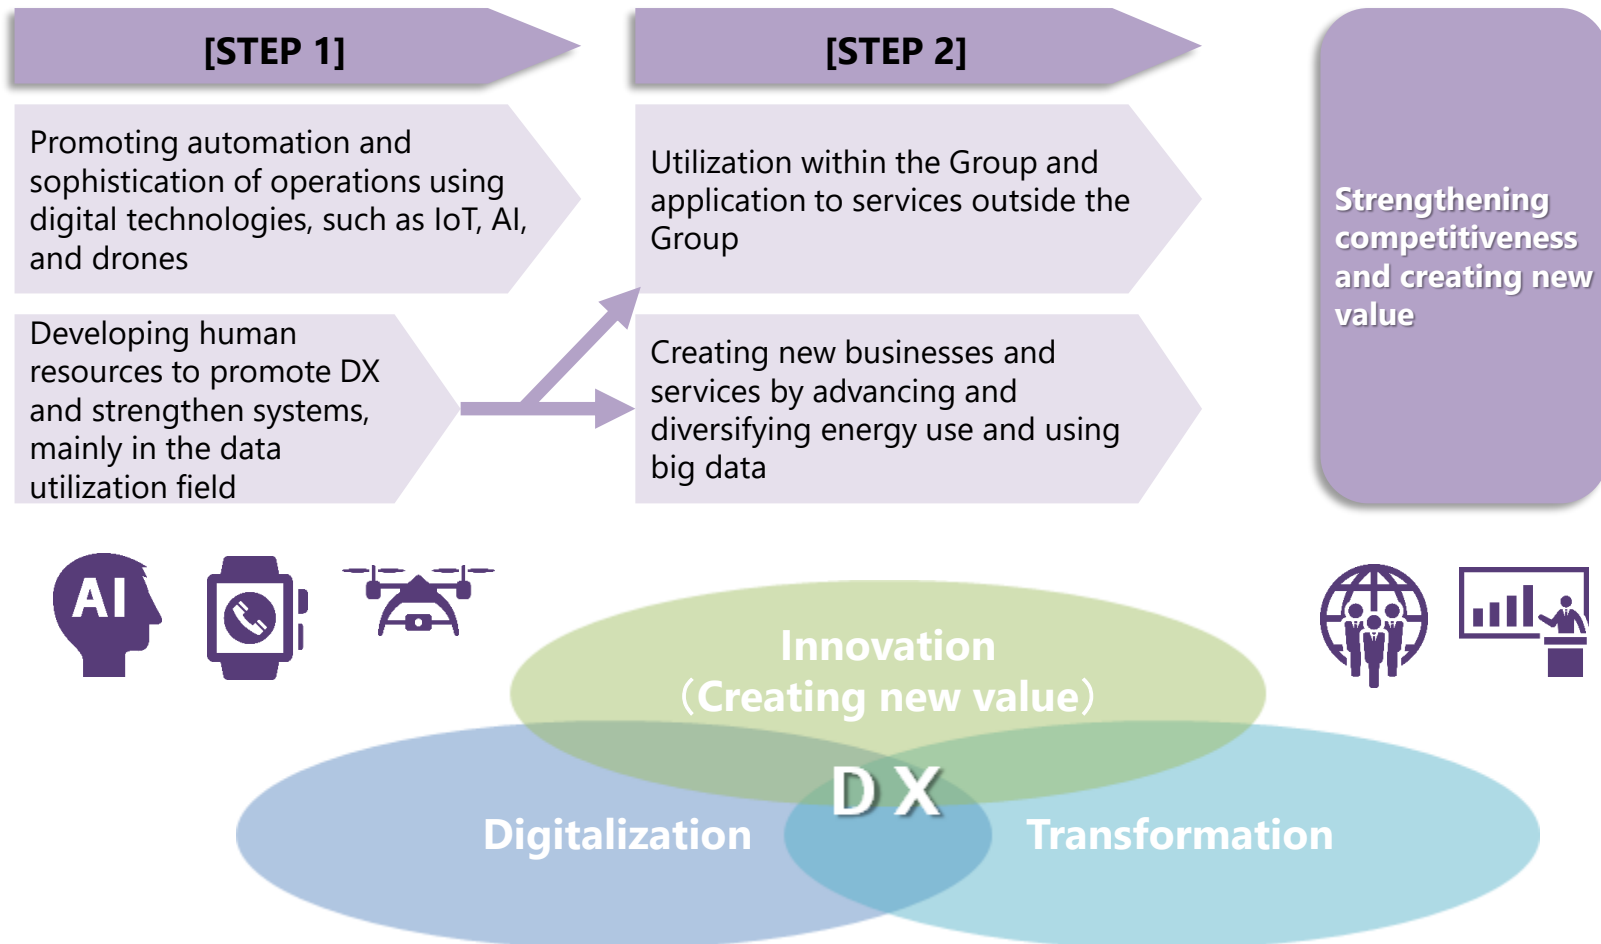 [STEP 1]
Promoting automation and
sophistication of operations using
digital technologies, such as IoT, AI,
and drones
Developing human
resources to promote DX
and strengthen systems,
mainly in the data
utilization field
[STEP 2]
Utilization within the Group and
application to services outside the
Group
Creating new businesses and
services by advancing and
diversifying energy use and using
big data
Strengthening
competitiveness
and creating new
value
AI
Innovation
（Creating new value）
DX
Digitalization
Transformation